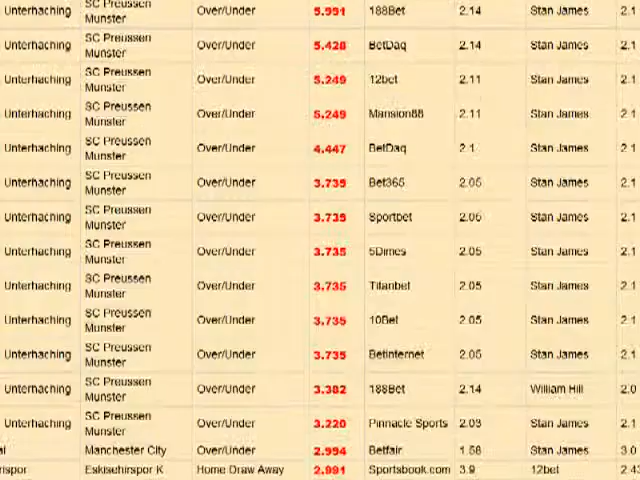 Unterhaching SC Preussen Munster Over/Under 5.991 188Bet 2.14 Stan James 2.1
Unterhaching SC Preussen Munster Over/Under 5.428 BetDaq 2.14 Stan James 2.1
Unterhaching SC Preussen Munster Over/Under 5.249 12bet 2.11 Stan James 2.1
Unterhaching SC Preussen Munster Over/Under 5.249 Mansion88 2.11 Stan James 2.1
Unterhaching SC Preussen Munster Over/Under 4.447 BetDaq 2.1 Stan James 2.1
Unterhaching SC Preussen Munster Over/Under 3.735 Bet365 2.05 Stan James 2.1
Unterhaching SC Preussen Munster Over/Under 3.735 Sportbet 2.05 Stan James 2.1
Unterhaching SC Preussen Munster Over/Under 3.735 5Dimes 2.05 Stan James 2.1
Unterhaching SC Preussen Munster Over/Under 3.735 Titanbet 2.05 Stan James 2.1
Unterhaching SC Preussen Munster Over/Under 3.735 10Bet 2.05 Stan James 2.1
Unterhaching SC Preussen Munster Over/Under 3.735 Betinternet 2.05 Stan James 2.1
Unterhaching SC Preussen Munster Over/Under 3.382 188Bet 2.14 William Hill 2.0
Unterhaching SC Preussen Munster Over/Under 3.220 Pinnacle Sports 2.03 Stan James 2.1
al Manchester City Over/Under 2.994 Betfair 1.58 Stan James 3.0
rispor Eskisehirspor K Home Draw Away 2.991 Sportsbook.com 3.9 12bet 2.43